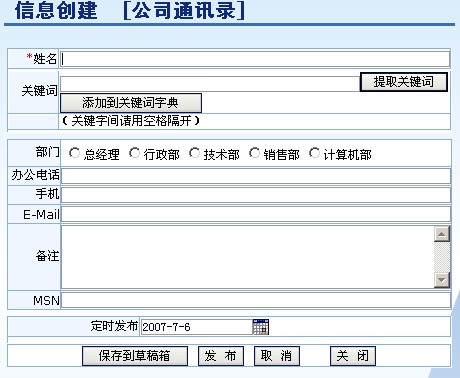 信息创建 [公司通讯录]
*姓名
关键词
提取关键词
添加到关键词字典
(关键字间请用空格隔开)
部门 总经理 行政部 技术部 销售部 计算机部
办公电话
手机
E-Mail
备注
MSN
定时发布 2007-7-6
保存到草稿箱 发 布 取 消 关 闭